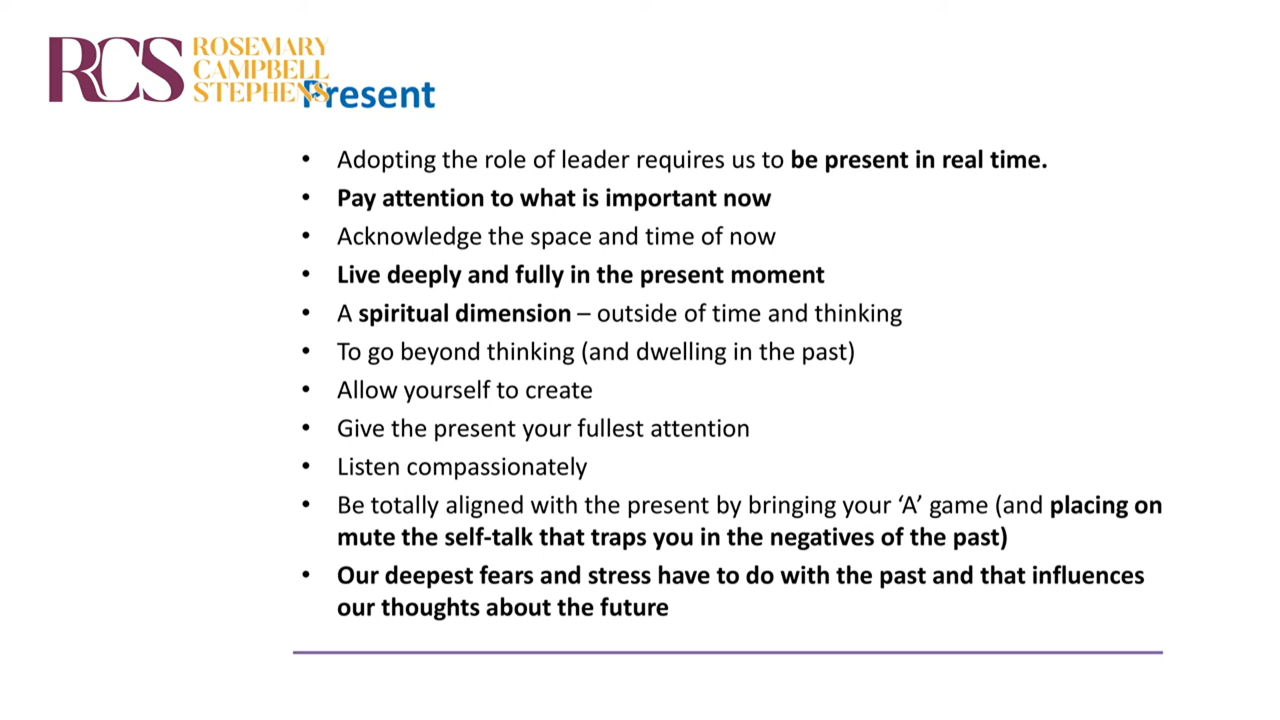 RCS
ROSEMARY
CAMPBELL
STEPHENS
Present
• Adopting the role of leader requires us to be present in real time.
• Pay attention to what is important now
• Acknowledge the space and time of now
• Live deeply and fully in the present moment
• A spiritual dimension – outside of time and thinking
• To go beyond thinking (and dwelling in the past)
• Allow yourself to create
• Give the present your fullest attention
• Listen compassionately
• Be totally aligned with the present by bringing your ‘A’ game (and placing on
mute the self-talk that traps you in the negatives of the past)
• Our deepest fears and stress have to do with the past and that influences
our thoughts about the future